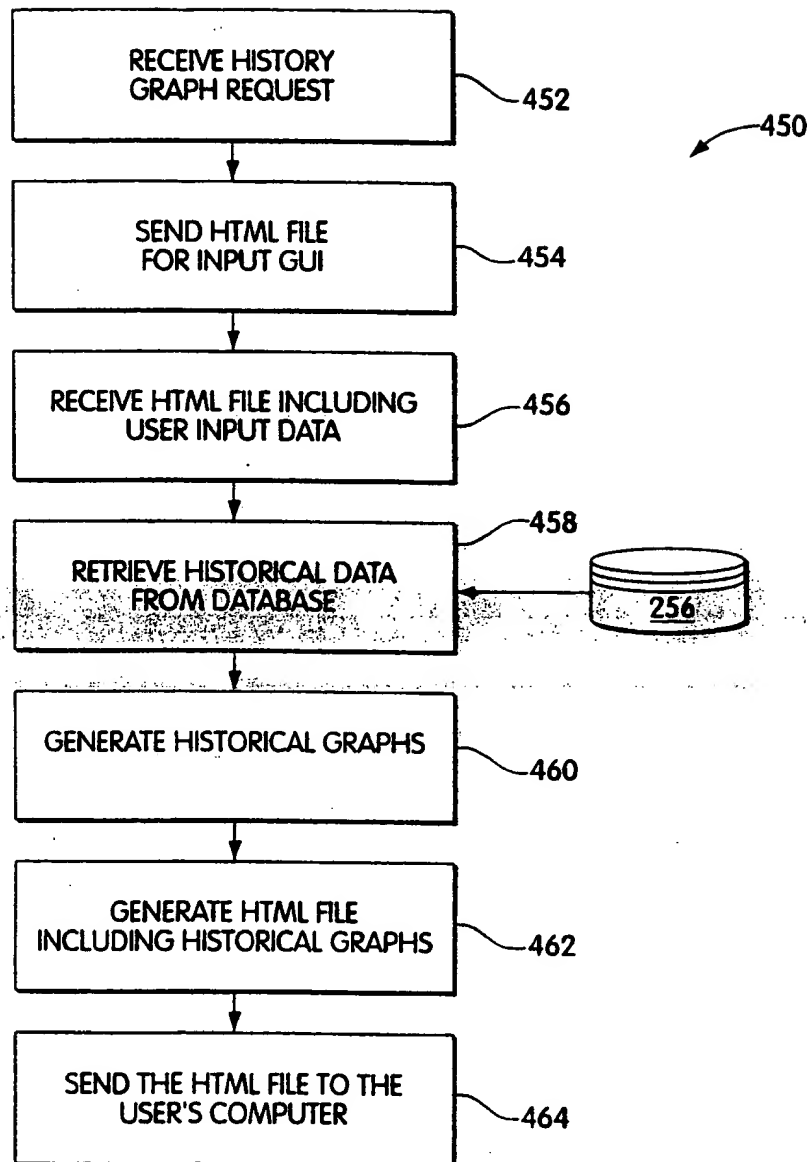 RECEIVE HISTORY
GRAPH REQUEST
452
450
SEND HTML FILE
FOR INPUT GUI
454
RECEIVE HTML FILE INCLUDING
USER INPUT DATA
456
458
RETRIEVE HISTORICAL DATA
FROM DATABASE
256
GENERATE HISTORICAL GRAPHS
460
GENERATE HTML FILE
INCLUDING HISTORICAL GRAPHS
462
SEND THE HTML FILE TO THE
USER'S COMPUTER
464